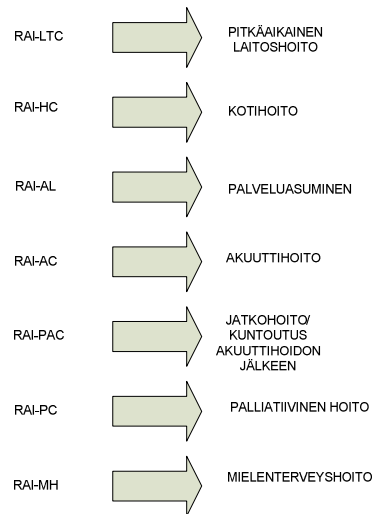 RAI-LTC
PITKÄAIKAINEN
LAITOSHOITO
RAI-HC
KOTIHOITO
RAI-AL
PALVELUASUMINEN
RAI-AC
AKUUTTIHOITO
RAI-PAC
JATKOHOITO/
KUNTOUTUS
AKUUTTIHOIDON
JÄLKEEN
RAI-PC
PALLIATIIVINEN HOITO
RAI-MH
MIELENTERVEYSHOITO